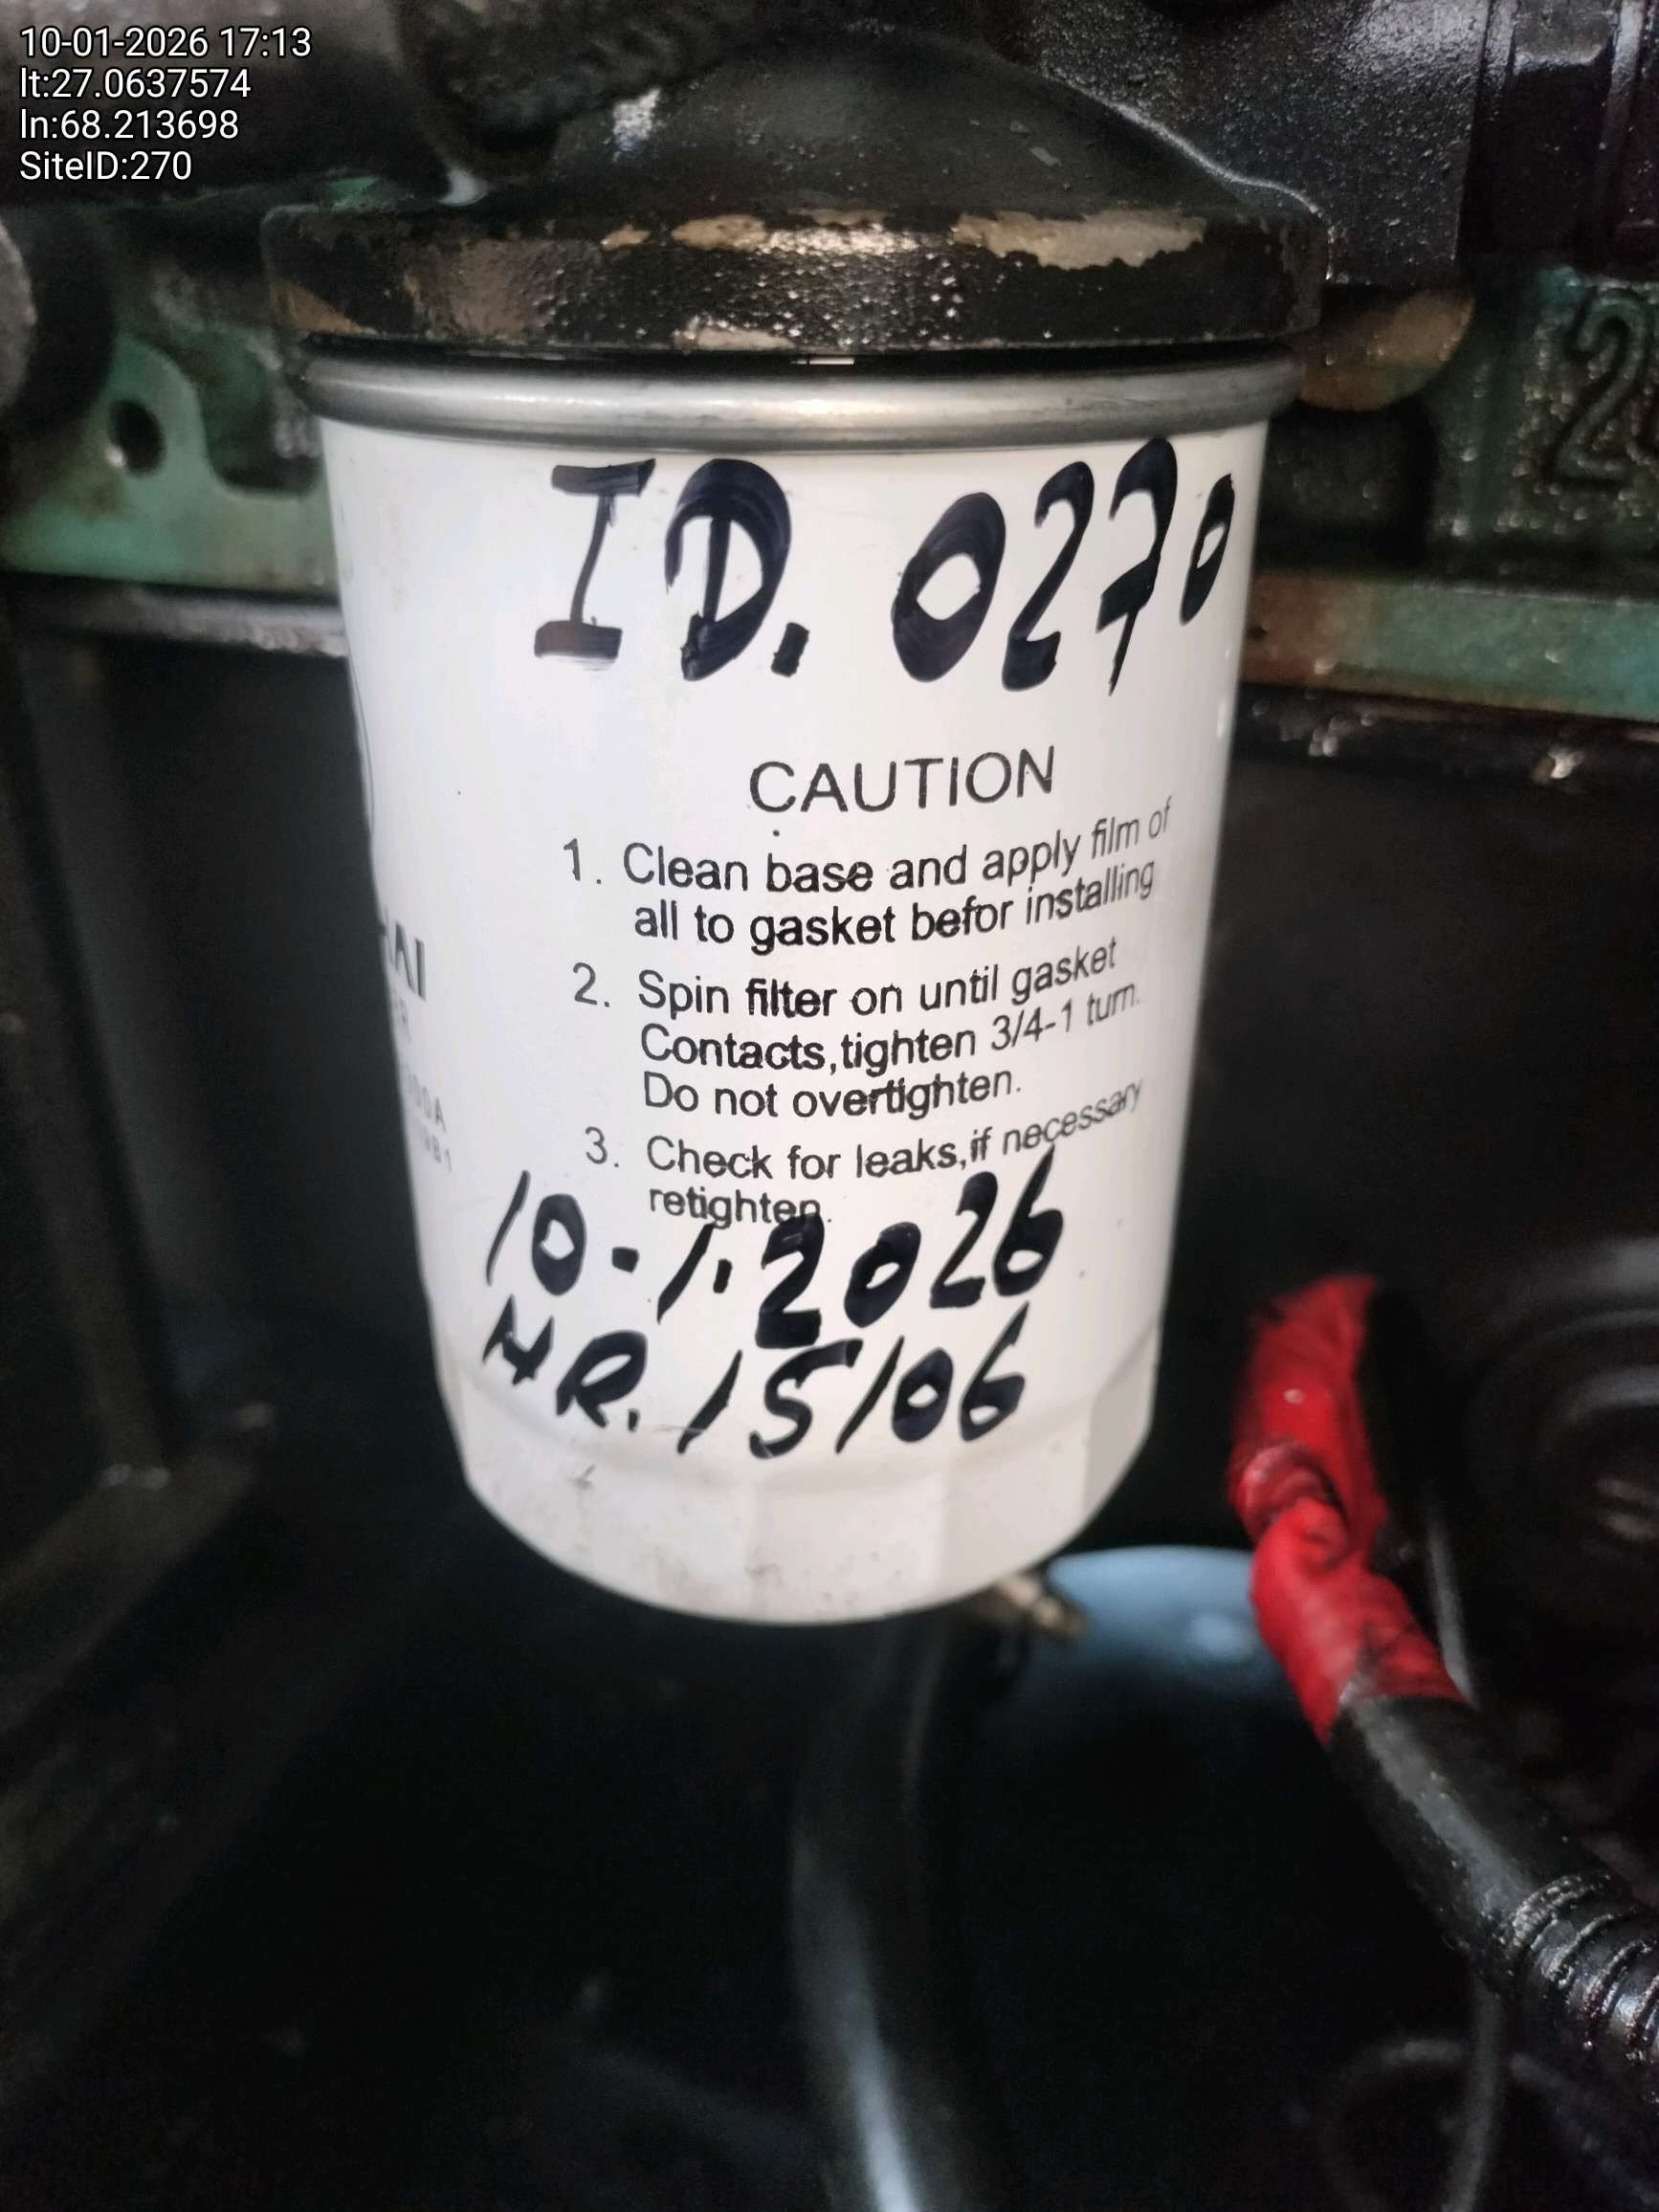 10-01-2026 17:13
lt:27.0637574
ln:68.213698
SiteID:270
ID. 0270
CAUTION
1. Clean base and apply film of
all to gasket befor installing
2. Spin filter on until gasket
Contacts,tighten 3/4-1 turn.
Do not overtighten.
3. Check for leaks,if necessary
retighten.
10-1.2026
HR. 15106